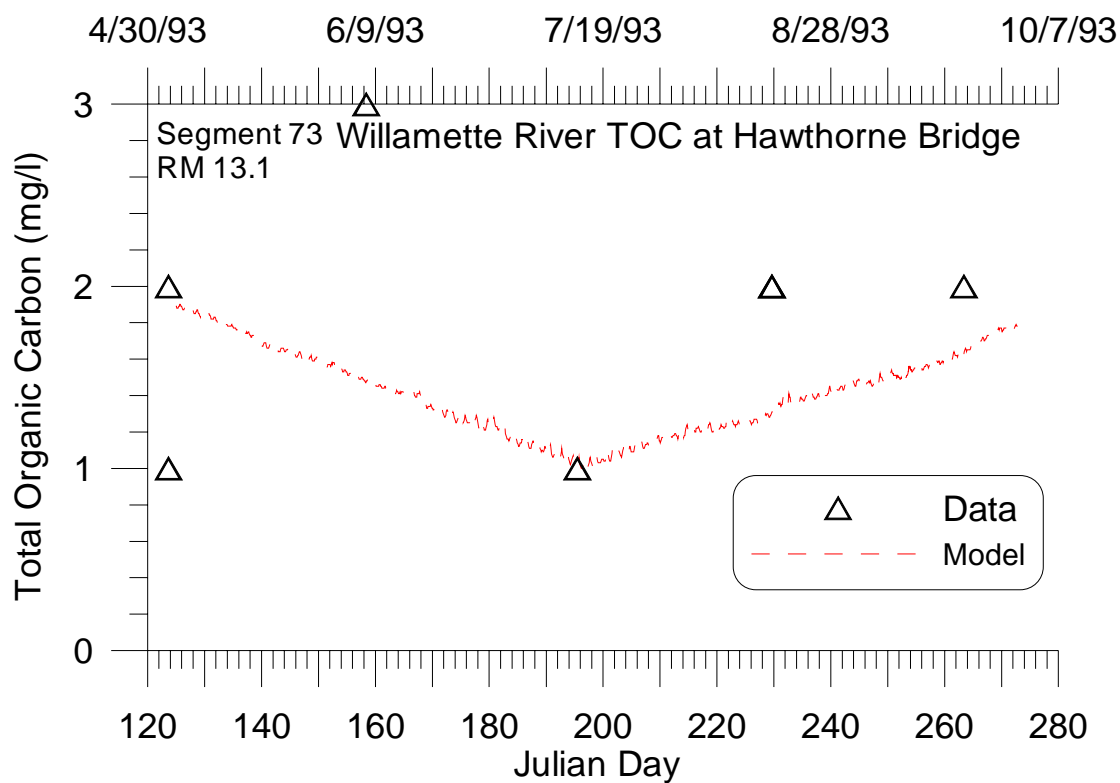 4/30/93 6/9/93 7/19/93 8/28/93 10/7/93
3
Segment 73 Willamette River TOC at Hawthorne Bridge
RM 13.1
Total Organic Carbon (mg/l)
2
1
Data
Model
0
120 140 160 180 200 220 240 260 280
Julian Day